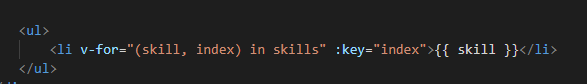 <ul>
<li v-for="(skill, index) in skills" :key="index">{{ skill }}</li>
</ul>